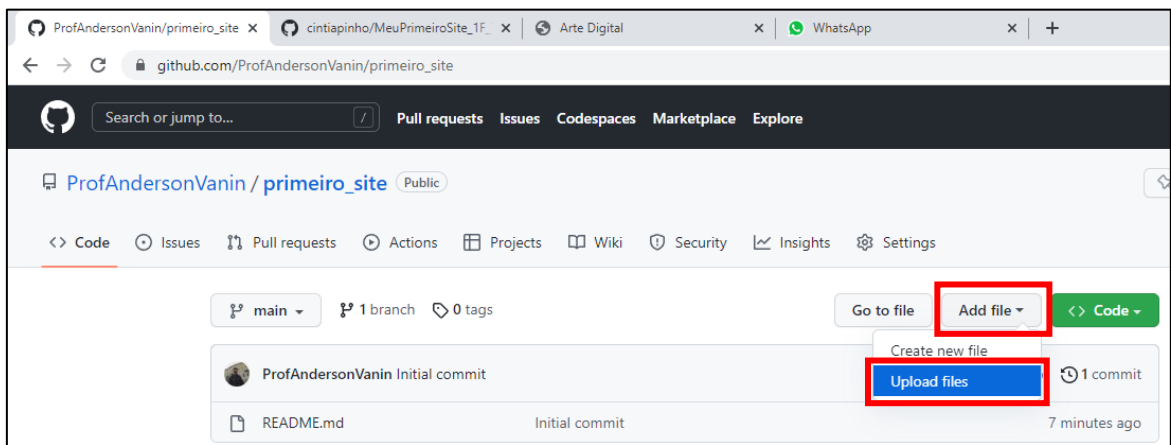 ProfAndersonVanin/primeiro_site
cintiapinho/MeuPrimeiroSite_1F_
Arte Digital
WhatsApp
github.com/ProfAndersonVanin/primeiro_site
Search or jump to... / Pull requests Issues Codespaces Marketplace Explore
ProfAndersonVanin / primeiro_site Public
<> Code Issues Pull requests Actions Projects Wiki Security Insights Settings
main 1 branch 0 tags Go to file Add file <> Code
Create new file
ProfAndersonVanin Initial commit 1 commit
Upload files
README.md Initial commit 7 minutes ago